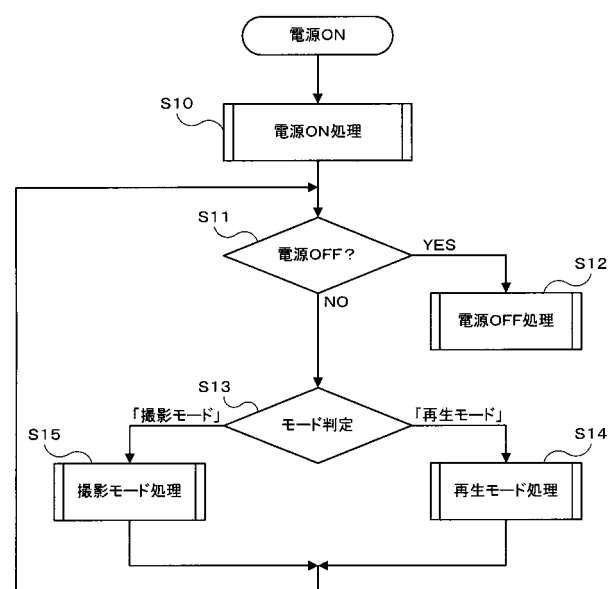 電源ON
S10
電源ON処理
S11
電源OFF?
YES
S12
NO
電源OFF処理
S13
「撮影モード」
モード判定
「再生モード」
S15
S14
撮影モード処理
再生モード処理